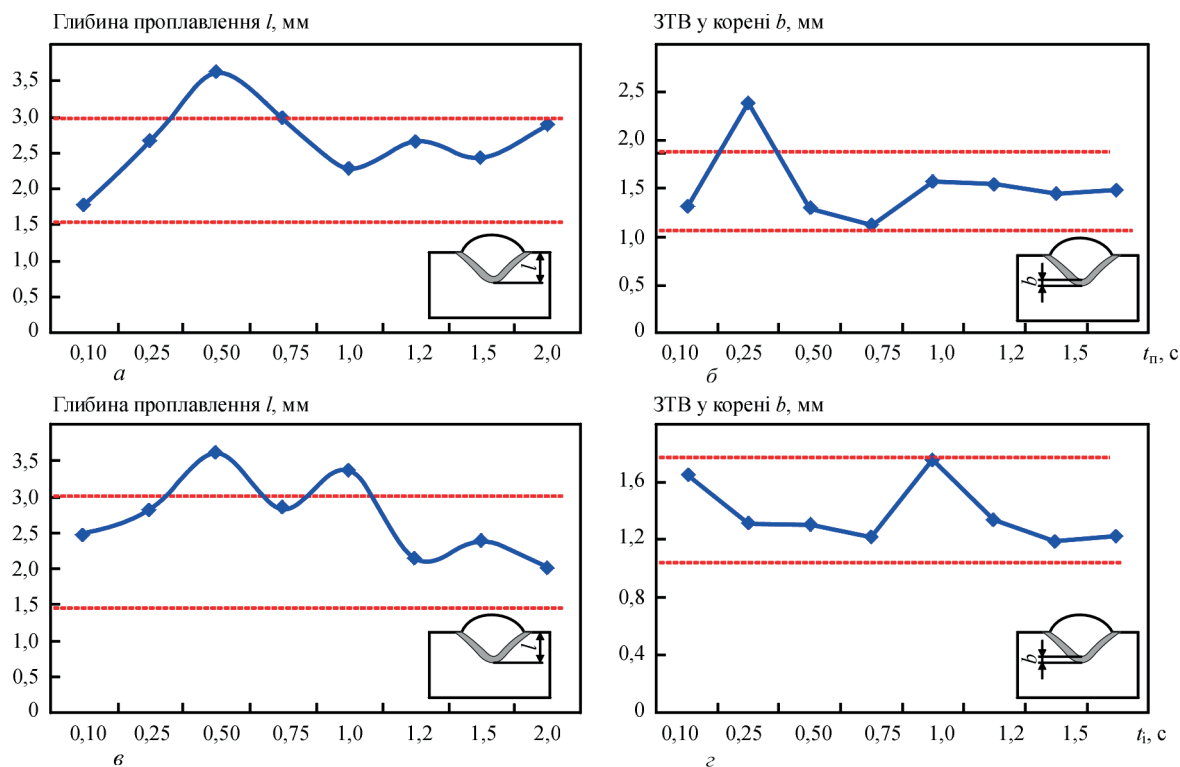 Глибина проплавлення l, мм
3,5
3,0
2,5
2,0
1,5
1,0
0,5
0
0,10 0,25 0,50 0,75 1,0 1,2 1,5 2,0
l
а
ЗТВ у корені b, мм
2,5
2,0
1,5
1,0
0,5
0
0,10 0,25 0,50 0,75 1,0 1,2 1,5 tп, с
b
б
Глибина проплавлення l, мм
3,5
3,0
2,5
2,0
1,5
1,0
0,5
0
0,10 0,25 0,50 0,75 1,0 1,2 1,5 2,0
l
в
ЗТВ у корені b, мм
1,6
1,2
0,8
0,4
0
0,10 0,25 0,50 0,75 1,0 1,2 1,5 tі, с
b
г